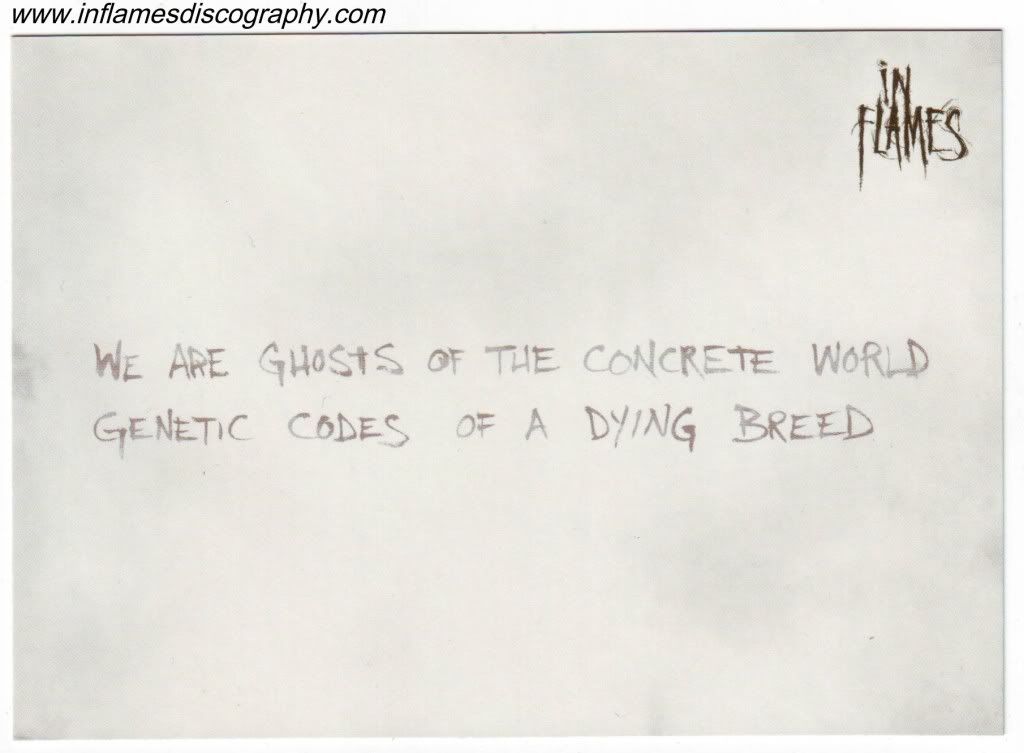 www.inflamesdiscography.com
IN
FLAMES
WE ARE GHOSTS OF THE CONCRETE WORLD
GENETIC CODES OF A DYING BREED